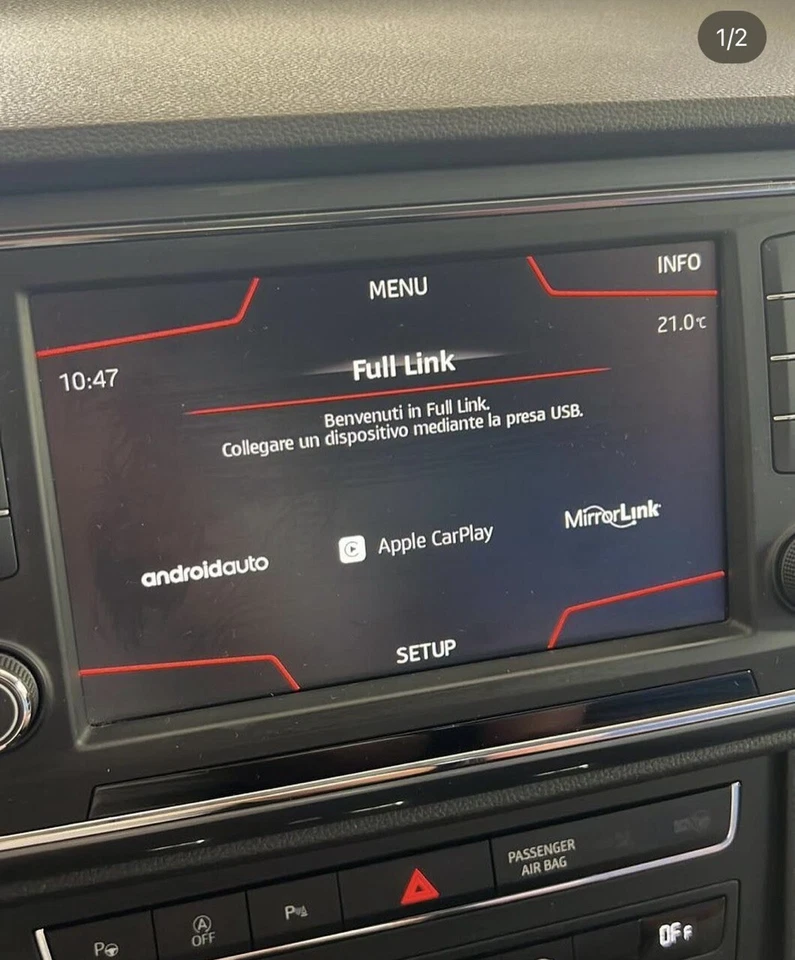 1/2
MENU
INFO
21.0°C
10:47
Full Link
Benvenuti in Full Link.
Collegare un dispositivo mediante la presa USB.
androidauto
Apple CarPlay
MirrorLink
SETUP
PASSENGER
AIR BAG
P
A
OFF
P
OFF